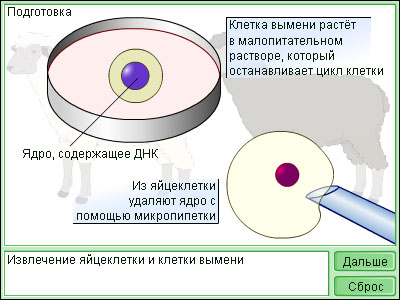 Подготовка
Клетка вымени растёт
в малопитательном
растворе, который
останавливает цикл клетки
Ядро, содержащее ДНК
Из яйцеклетки
удаляют ядро с
помощью микропипетки
Извлечение яйцеклетки и клетки вымени
Дальше
Сброс